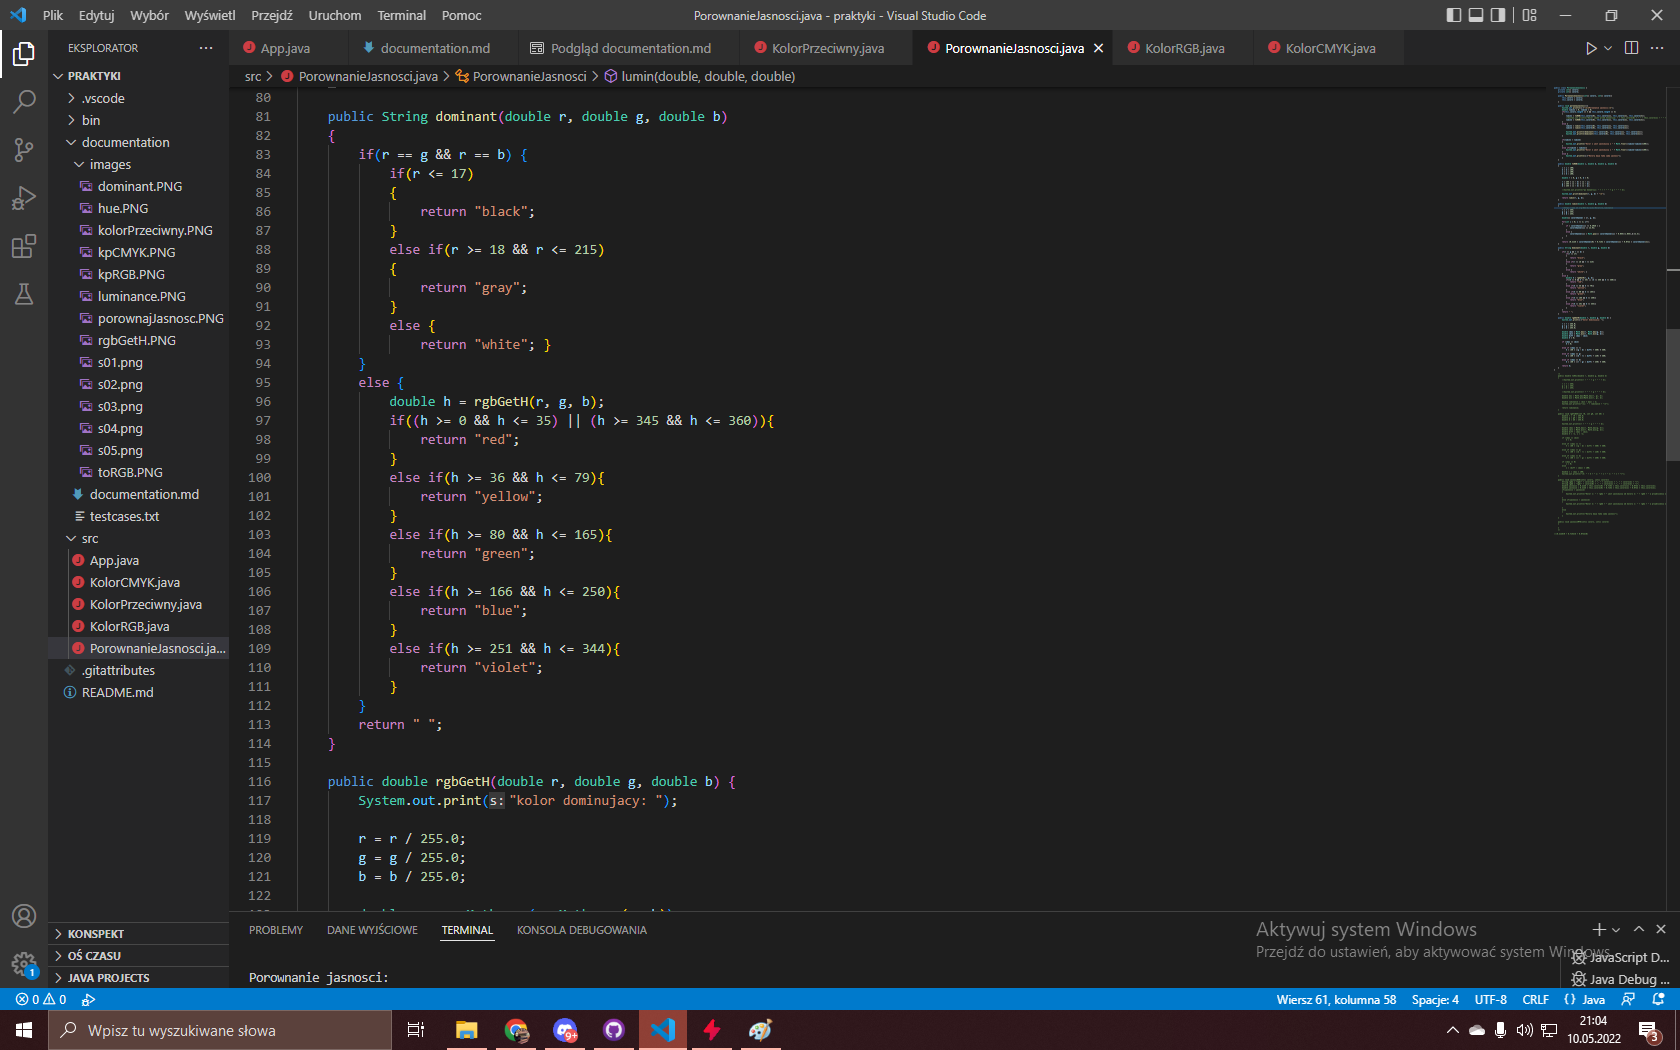 Plik Edytuj Wybór Wyświetl Przejdź Uruchom Terminal Pomoc
PorownanieJasnosci.java - praktyki - Visual Studio Code
EKSPLORATOR
PRAKTYKI
.vscode
bin
documentation
images
dominant.PNG
hue.PNG
kolorPrzeciwny.PNG
kpCMYK.PNG
kpRGB.PNG
luminance.PNG
porownajJasnosc.PNG
rgbGetH.PNG
s01.png
s02.png
s03.png
s04.png
s05.png
toRGB.PNG
documentation.md
testcases.txt
src
App.java
KolorCMYK.java
KolorPrzeciwny.java
KolorRGB.java
PorownanieJasnosci.ja...
.gitattributes
README.md
KONSPEKT
OŚ CZASU
JAVA PROJECTS
App.java documentation.md Podgląd documentation.md KolorPrzeciwny.java PorownanieJasnosci.java KolorRGB.java KolorCMYK.java
src > PorownanieJasnosci.java > PorownanieJasnosci > lumin(double, double, double)
80
81 public String dominant(double r, double g, double b)
82 {
83 if(r == g && r == b) {
84 if(r <= 17)
85 {
86 return "black";
87 }
88 else if(r >= 18 && r <= 215)
89 {
90 return "gray";
91 }
92 else {
93 return "white"; }
94 }
95 else {
96 double h = rgbGetH(r, g, b);
97 if((h >= 0 && h <= 35) || (h >= 345 && h <= 360)){
98 return "red";
99 }
100 else if(h >= 36 && h <= 79){
101 return "yellow";
102 }
103 else if(h >= 80 && h <= 165){
104 return "green";
105 }
106 else if(h >= 166 && h <= 250){
107 return "blue";
108 }
109 else if(h >= 251 && h <= 344){
110 return "violet";
111 }
112 }
113 return " ";
114 }
115
116 public double rgbGetH(double r, double g, double b) {
117 System.out.print(s: "kolor dominujacy: ");
118
119 r = r / 255.0;
120 g = g / 255.0;
121 b = b / 255.0;
122
PROBLEMY DANE WYJŚCIOWE TERMINAL KONSOLA DEBUGOWANIA
Porownanie jasnosci:
Aktywuj system Windows
Przejdź do ustawień, aby aktywować system Windows.
JavaScript D...
Java Debug ...
1
0 0
Wiersz 61, kolumna 58 Spacje: 4 UTF-8 CRLF {} Java
Wpisz tu wyszukiwane słowa
9+
21:04
10.05.2022
3